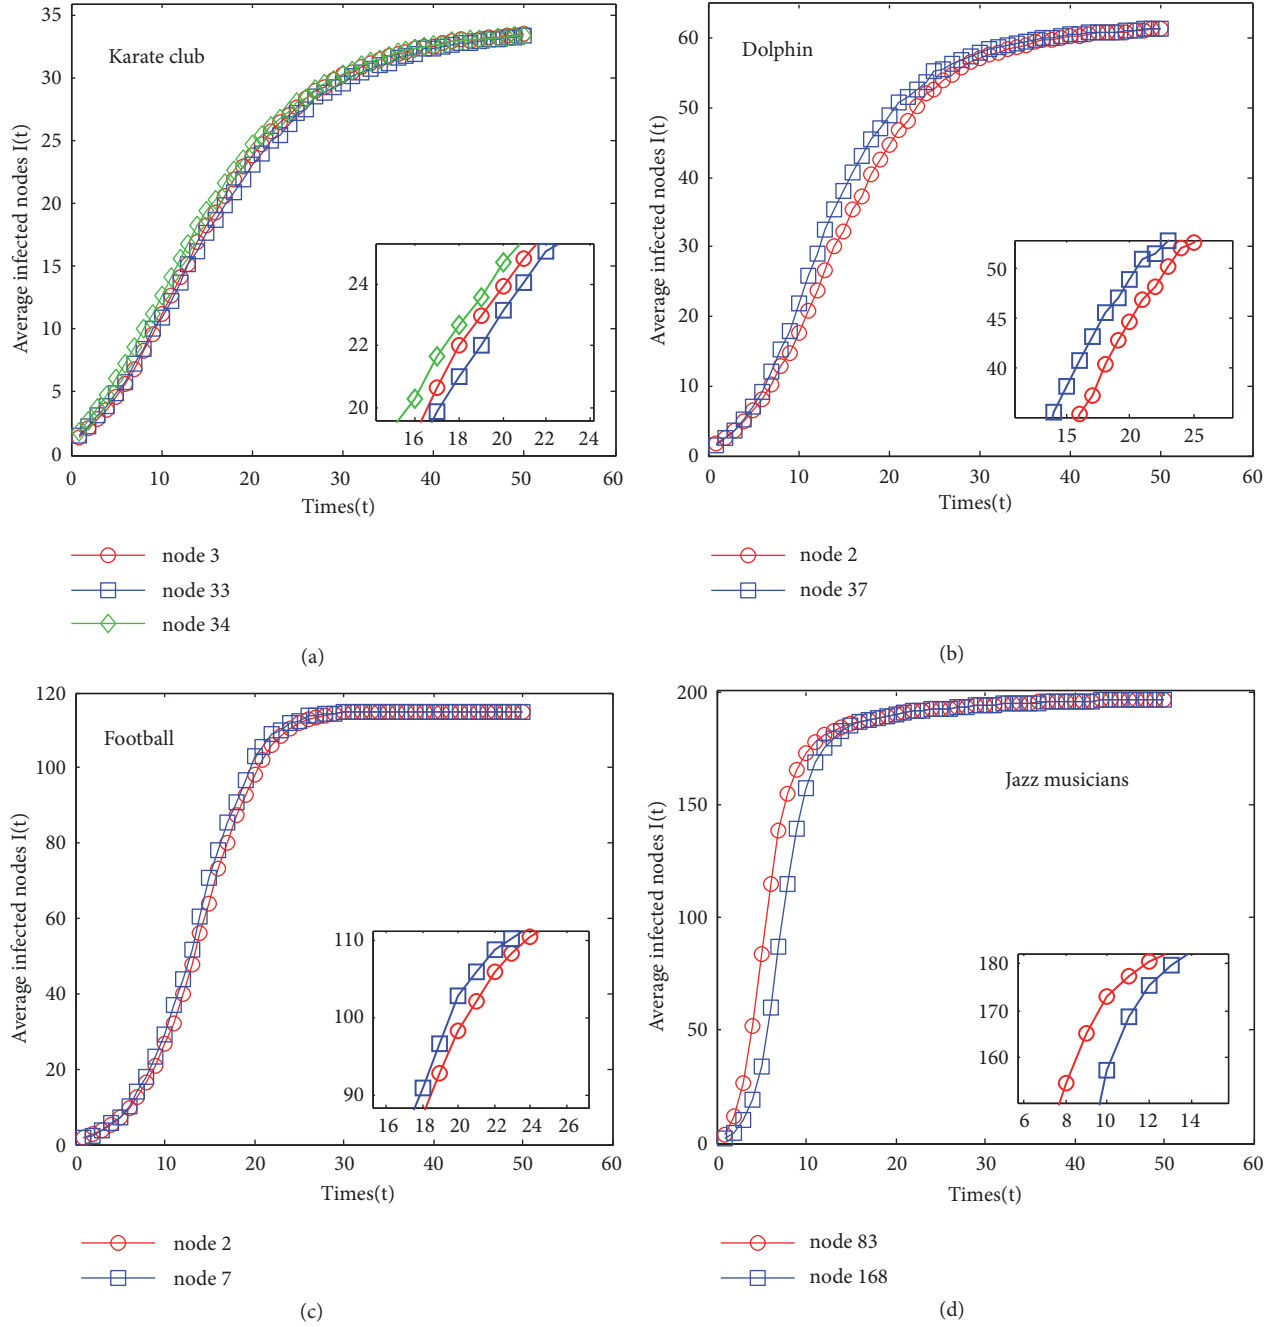 Karate club
Average infected nodes I(t)
35
30
25
20
15
10
5
0
0 10 20 30 40 50 60
Times(t)
24
22
20
16 18 20 22 24
node 3
node 33
node 34
(a)
Dolphin
Average infected nodes I(t)
60
50
40
30
20
10
0
0 10 20 30 40 50 60
Times(t)
50
45
40
15 20 25
node 2
node 37
(b)
Football
Average infected nodes I(t)
120
100
80
60
40
20
0
0 10 20 30 40 50 60
Times(t)
110
100
90
16 18 20 22 24 26
node 2
node 7
(c)
Jazz musicians
Average infected nodes I(t)
200
150
100
50
0
0 10 20 30 40 50 60
Times(t)
180
170
160
6 8 10 12 14
node 83
node 168
(d)